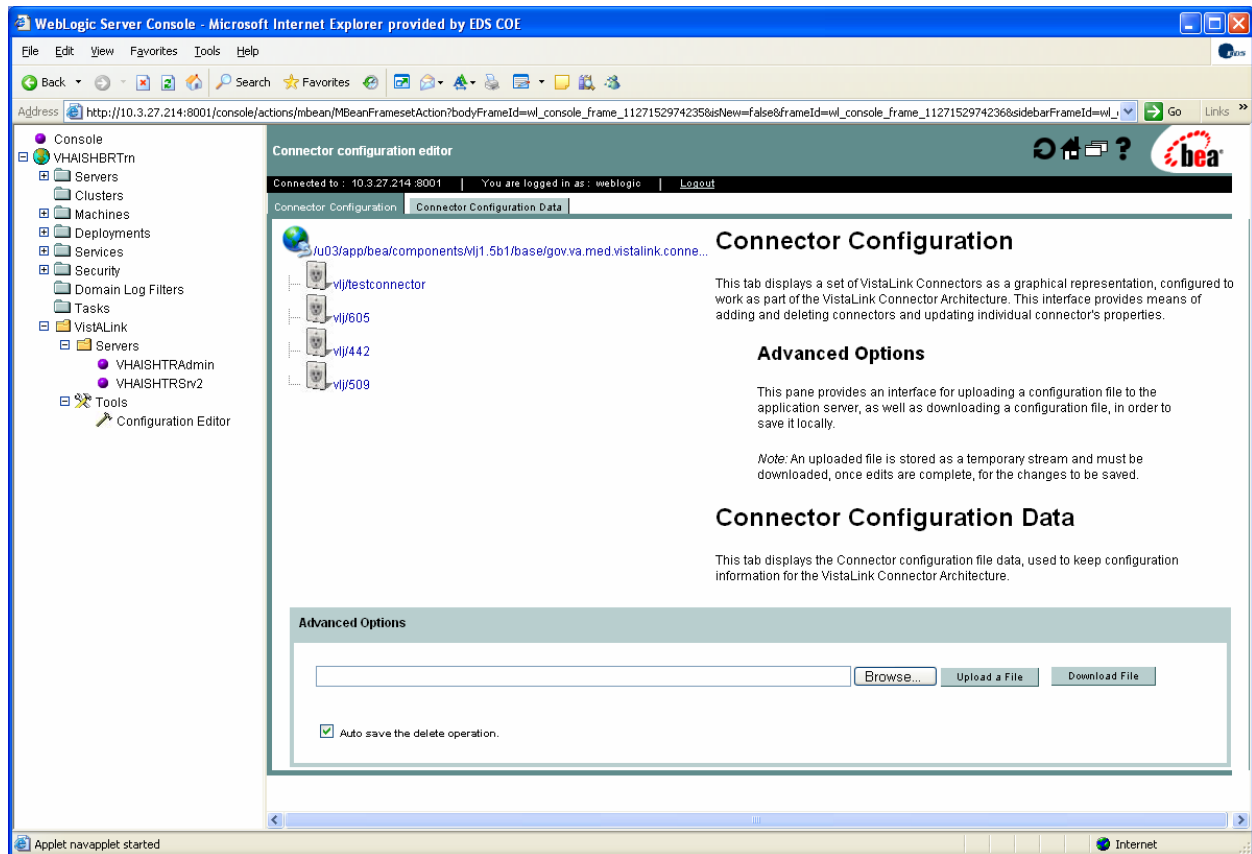 WebLogic Server Console - Microsoft Internet Explorer provided by EDS COE
File Edit View Favorites Tools Help
Back Search Favorites
Address http://10.3.27.214:8001/console/actions/mbean/MBeanFramesetAction?bodyFrameId=wl_console_frame_1127152974235&isNew=false&frameId=wl_console_frame_1127152974236&sidebarFrameId=wl_ Go Links »
Console
VHAISHBRTrn
Servers
Clusters
Machines
Deployments
Services
Security
Domain Log Filters
Tasks
VistALink
Servers
VHAISHTRAdmin
VHAISHTRSrv2
Tools
Configuration Editor
Connector configuration editor
? bea
Connected to : 10.3.27.214 :8001 | You are logged in as : weblogic | Logout
Connector Configuration Connector Configuration Data
/u03/app/bea/components/vlj1.5b1/base/gov.va.med.vistalink.conne...
vlj/testconnector
vlj/605
vlj/442
vlj/509
Connector Configuration
This tab displays a set of VistaLink Connectors as a graphical representation, configured to
work as part of the VistaLink Connector Architecture. This interface provides means of
adding and deleting connectors and updating individual connector's properties.
Advanced Options
This pane provides an interface for uploading a configuration file to the
application server, as well as downloading a configuration file, in order to
save it locally.
Note: An uploaded file is stored as a temporary stream and must be
downloaded, once edits are complete, for the changes to be saved.
Connector Configuration Data
This tab displays the Connector configuration file data, used to keep configuration
information for the VistaLink Connector Architecture.
Advanced Options
Browse... Upload a File Download File
Auto save the delete operation.
Applet navapplet started Internet